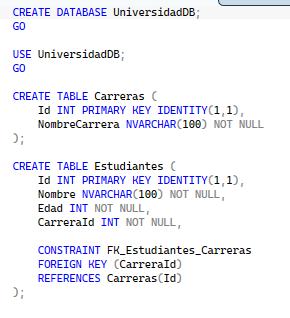 CREATE DATABASE UniversidadDB;
GO
USE UniversidadDB;
GO
CREATE TABLE Carreras (
Id INT PRIMARY KEY IDENTITY(1,1),
NombreCarrera NVARCHAR(100) NOT NULL
);
CREATE TABLE Estudiantes (
Id INT PRIMARY KEY IDENTITY(1,1),
Nombre NVARCHAR(100) NOT NULL,
Edad INT NOT NULL,
CarreraId INT NOT NULL,
CONSTRAINT FK_Estudiantes_Carreras
FOREIGN KEY (CarreraId)
REFERENCES Carreras(Id)
);